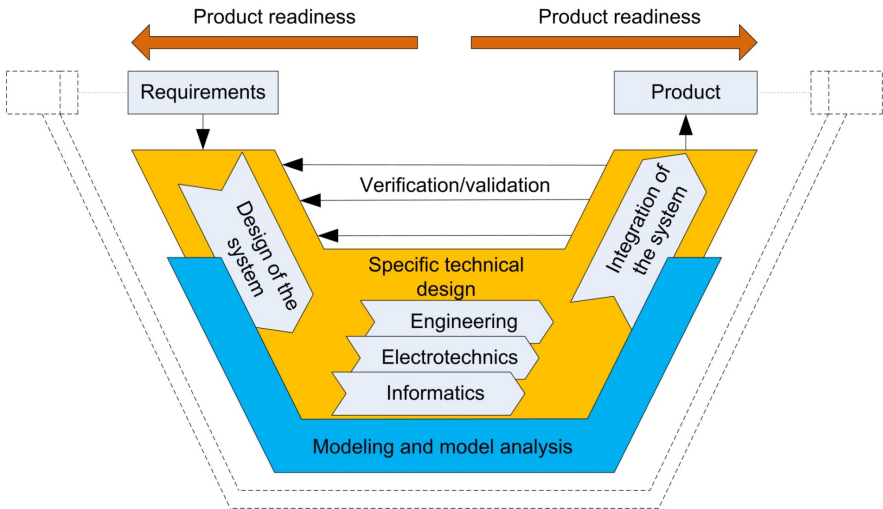 Product readiness
Product readiness
Requirements
Product
Verification/validation
Design of the
system
Integration of
the system
Specific technical
design
Engineering
Electrotechnics
Informatics
Modeling and model analysis